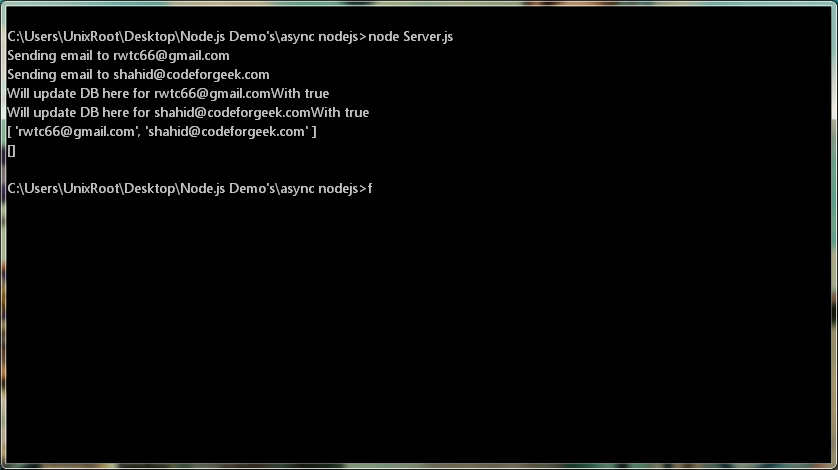 C:\Users\UnixRoot\Desktop\Node.js Demo's\async nodejs>node Server.js
Sending email to rwtc66@gmail.com
Sending email to shahid@codeforgeek.com
Will update DB here for rwtc66@gmail.comWith true
Will update DB here for shahid@codeforgeek.comWith true
[ 'rwtc66@gmail.com', 'shahid@codeforgeek.com' ]
[]
C:\Users\UnixRoot\Desktop\Node.js Demo's\async nodejs>f